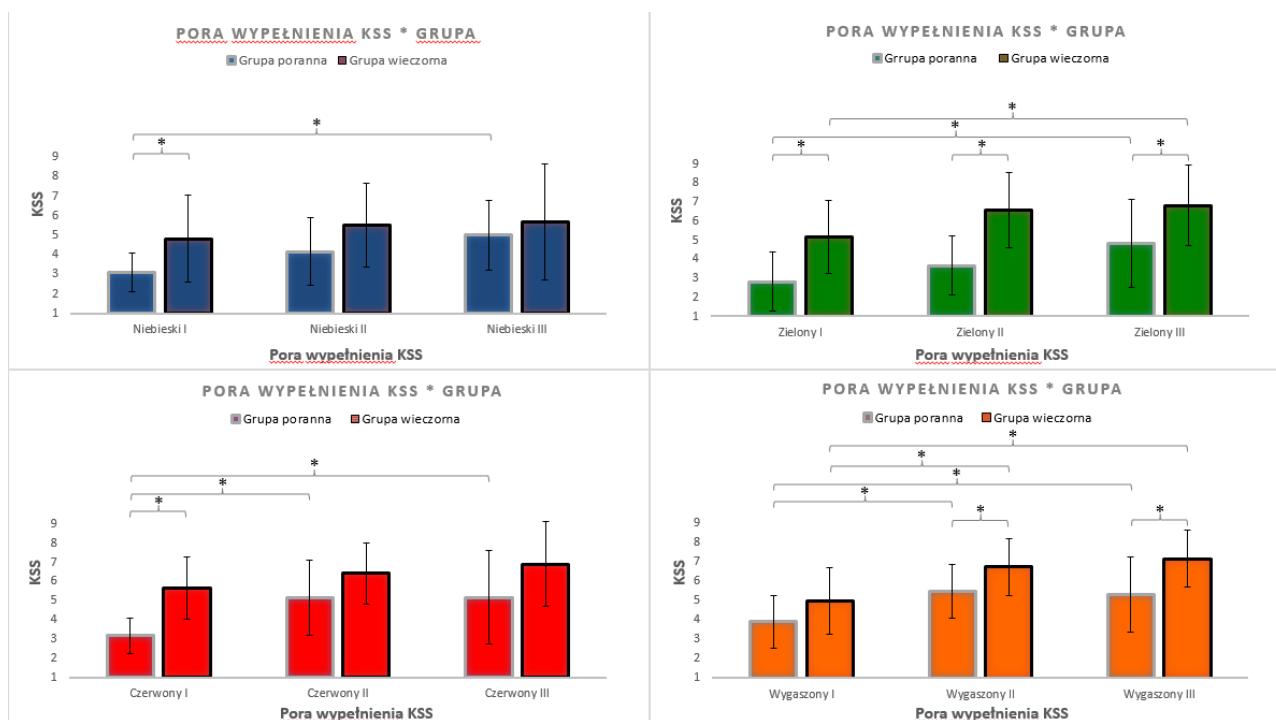 PORA WYPEŁNIENIA KSS * GRUPA
Grupa poranna Grupa wieczorna
*
*
9
8
7
6
5
4
3
2
1
KSS
Niebieski I Niebieski II Niebieski III
Pora wypełnienia KSS
PORA WYPEŁNIENIA KSS * GRUPA
Grrupa poranna Grupa wieczorna
*
*
* * *
9
8
7
6
5
4
3
2
1
KSS
Zielony I Zielony II Zielony III
Pora wypełnienia KSS
PORA WYPEŁNIENIA KSS * GRUPA
Grupa poranna Grupa wieczorna
*
*
*
9
8
7
6
5
4
3
2
1
KSS
Czerwony I Czerwony II Czerwony III
Pora wypełnienia KSS
PORA WYPEŁNIENIA KSS * GRUPA
Grupa poranna Grupa wieczorna
*
*
*
*
* *
9
8
7
6
5
4
3
2
1
KSS
Wygaszony I Wygaszony II Wygaszony III
Pora wypełnienia KSS